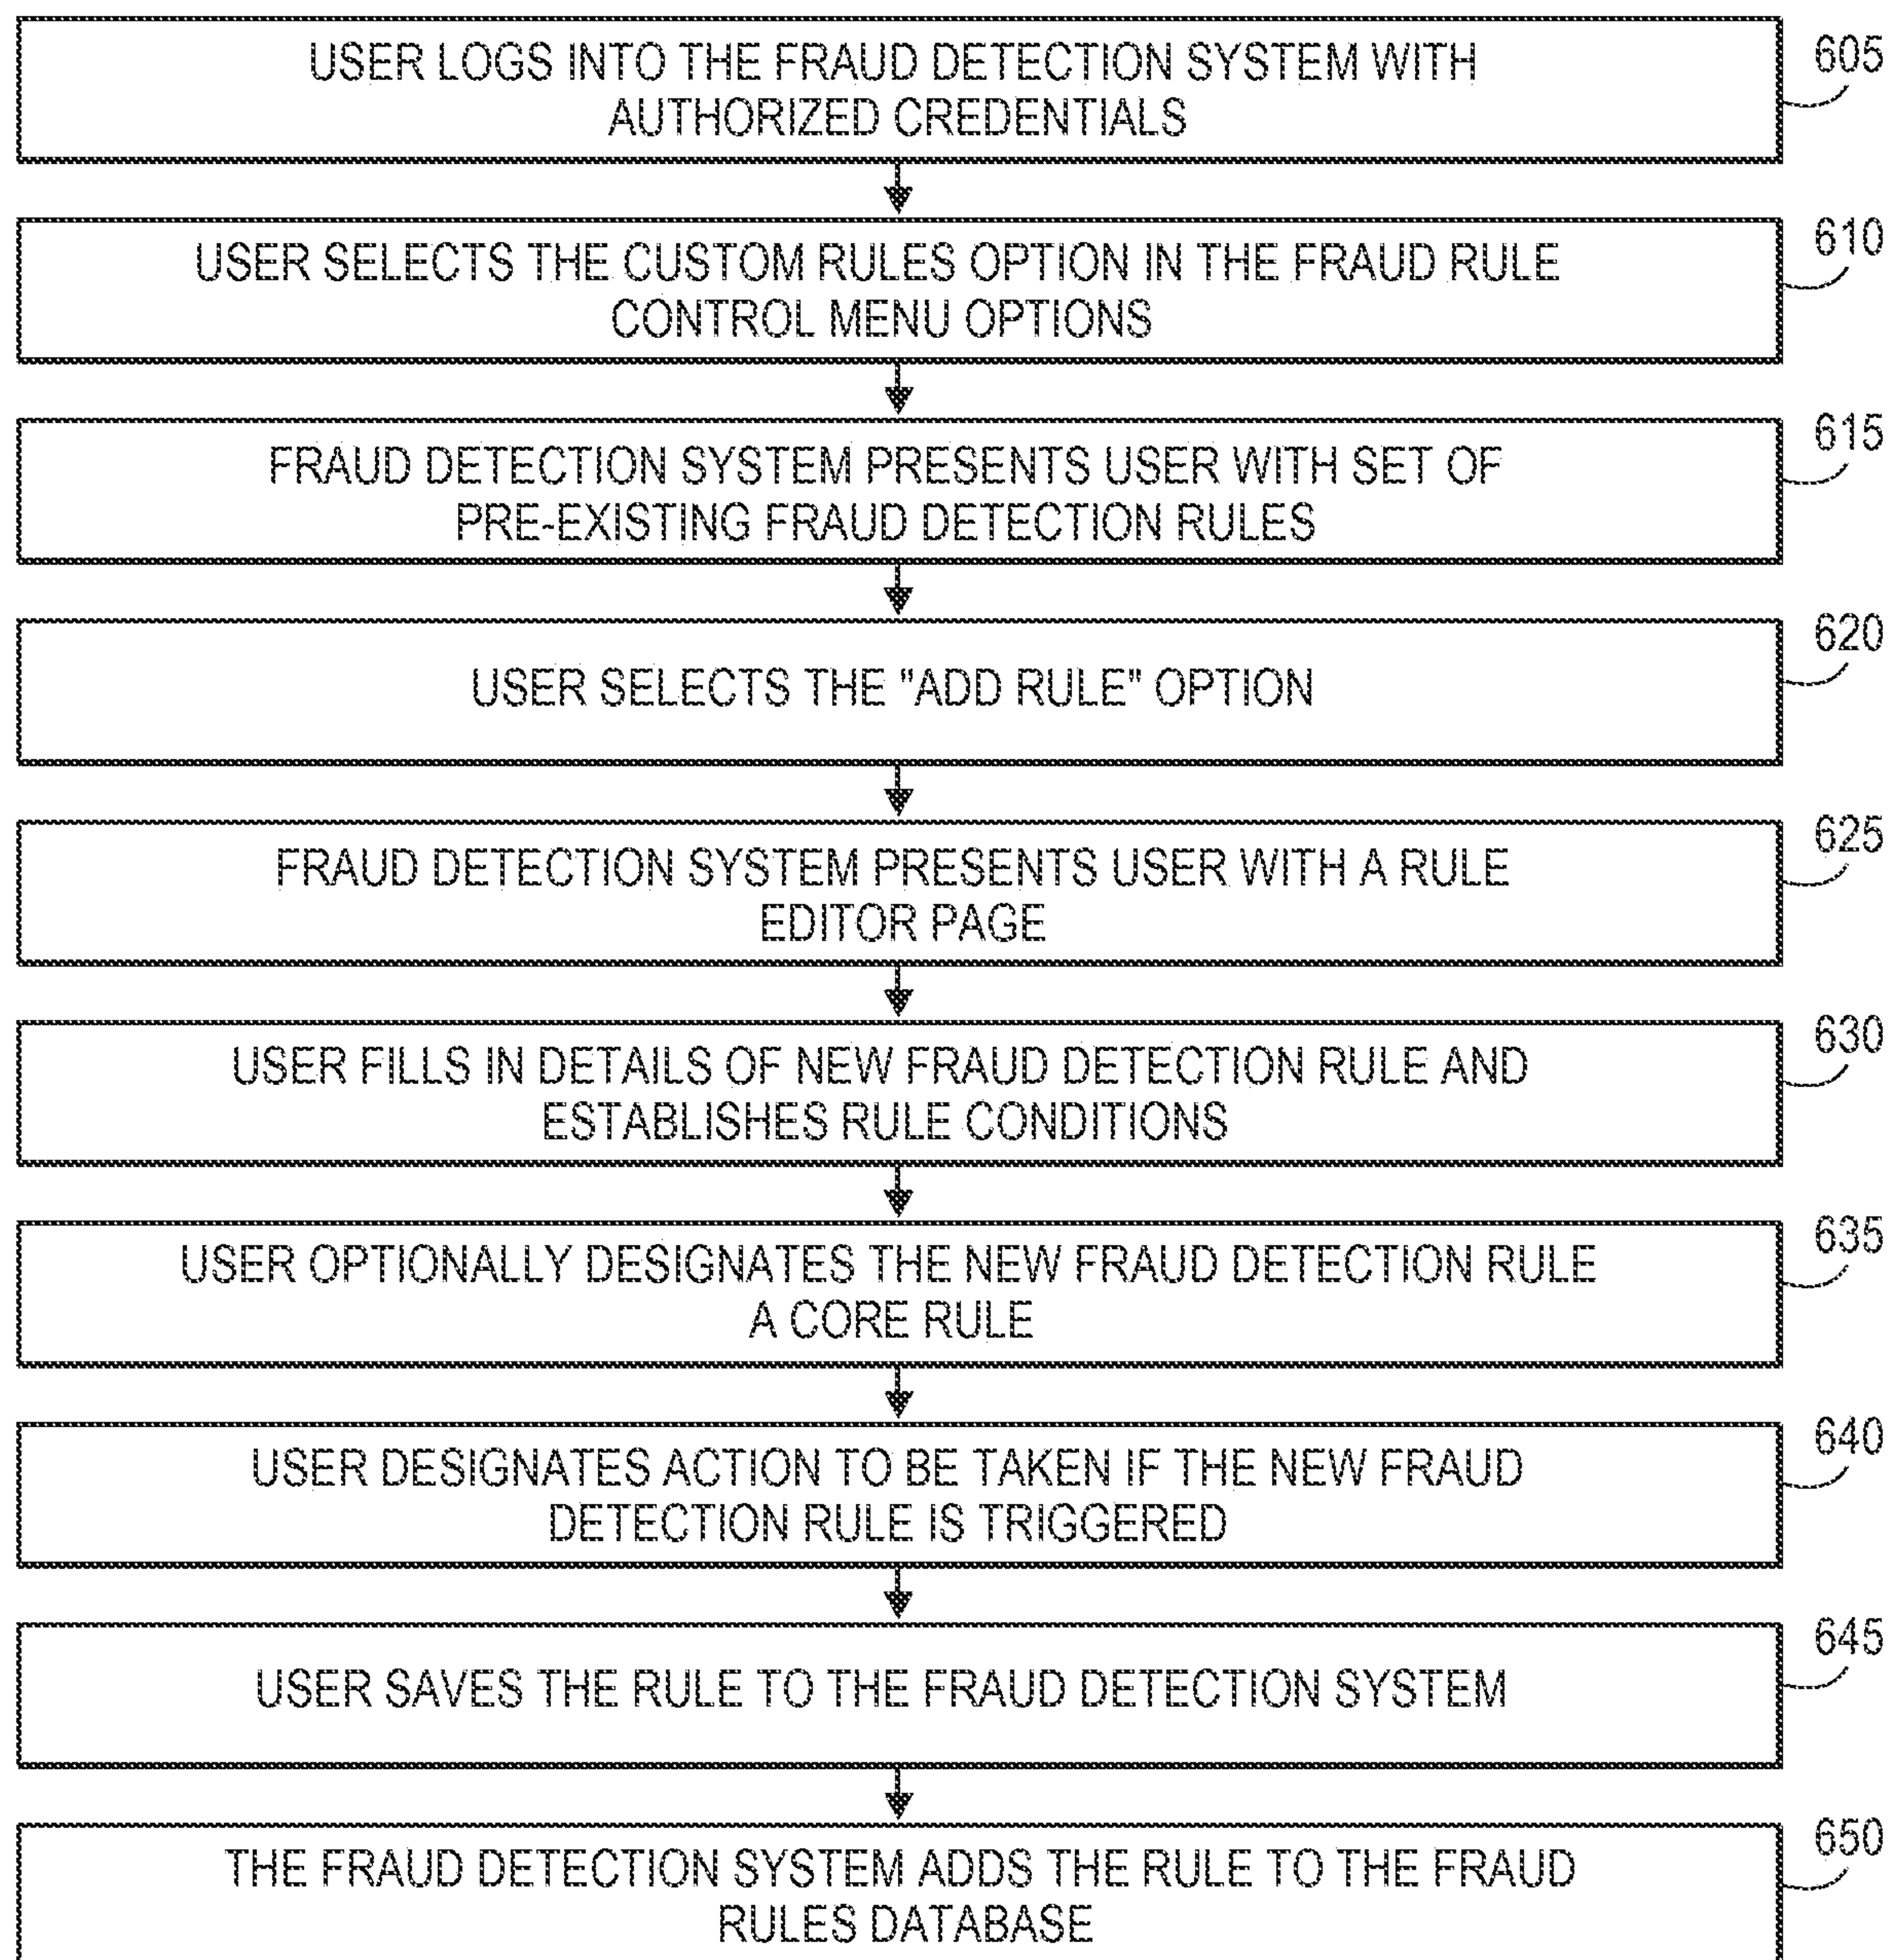 USER LOGS INTO THE FRAUD DETECTION SYSTEM WITH
AUTHORIZED CREDENTIALS
605
USER SELECTS THE CUSTOM RULES OPTION IN THE FRAUD RULE
CONTROL MENU OPTIONS
610
FRAUD DETECTION SYSTEM PRESENTS USER WITH SET OF
PRE-EXISTING FRAUD DETECTION RULES
615
USER SELECTS THE "ADD RULE" OPTION
620
FRAUD DETECTION SYSTEM PRESENTS USER WITH A RULE
EDITOR PAGE
625
USER FILLS IN DETAILS OF NEW FRAUD DETECTION RULE AND
ESTABLISHES RULE CONDITIONS
630
USER OPTIONALLY DESIGNATES THE NEW FRAUD DETECTION RULE
A CORE RULE
635
USER DESIGNATES ACTION TO BE TAKEN IF THE NEW FRAUD
DETECTION RULE IS TRIGGERED
640
USER SAVES THE RULE TO THE FRAUD DETECTION SYSTEM
645
THE FRAUD DETECTION SYSTEM ADDS THE RULE TO THE FRAUD
RULES DATABASE
650